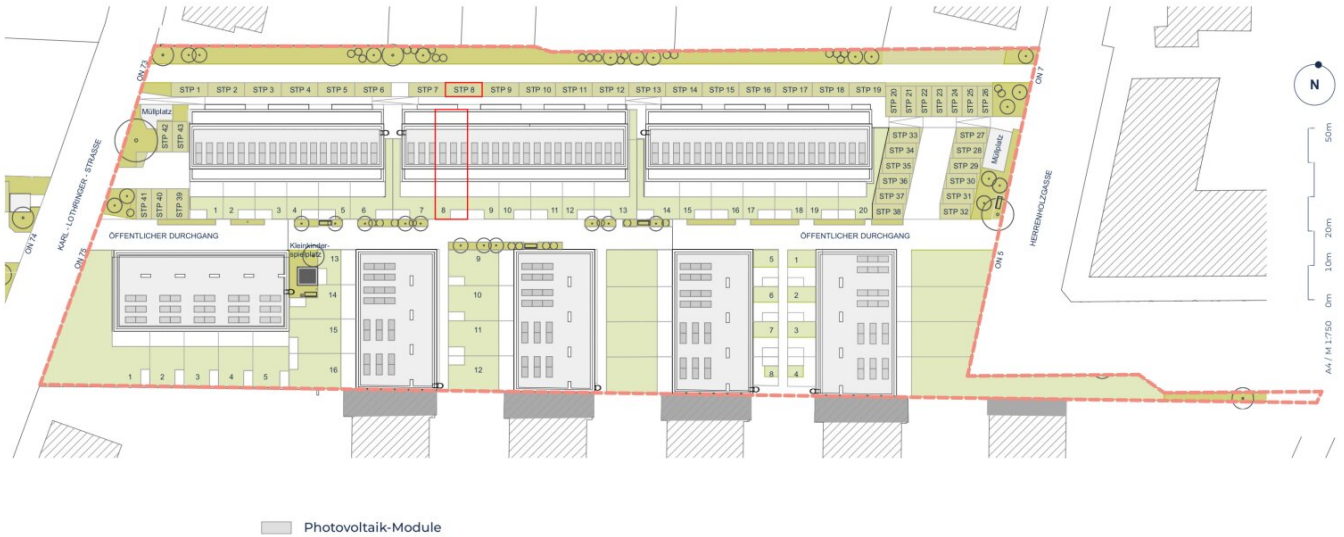 ON 73
STP 1 STP 2 STP 3 STP 4 STP 5 STP 6 STP 7 STP 8 STP 9 STP 10 STP 11 STP 12 STP 13 STP 14 STP 15 STP 16 STP 17 STP 18 STP 19
STP 20
STP 21
STP 22
STP 23
STP 24
STP 25
STP 26
ON 7
N
Müllplatz
STP 42
STP 43
STP 33
STP 34
STP 35
STP 36
STP 37
STP 38
STP 27
STP 28
STP 29
STP 30
STP 31
STP 32
Müllplatz
KARL - LOTHRINGER - STRASSE
HERRENHOLZGASSE
STP 41
STP 40
STP 39
1 2 3 4 5 6 7 8 9 10 11 12 13 14 15 16 17 18 19 20
ON 74
ON 75
ÖFFENTLICHER DURCHGANG
ÖFFENTLICHER DURCHGANG
ON 5
Kleinkinder-
spielplatz
13
14
15
16
9
10
11
12
5
6
7
8
1
2
3
4
1 2 3 4 5
50m
20m
10m
0m
A4 / M 1:750
Photovoltaik-Module